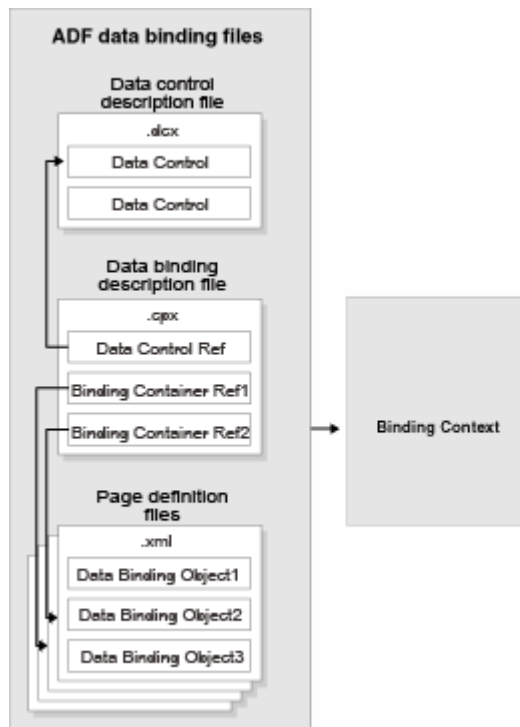 ADF data binding files
Data control
description file
.dcx
Data Control
Data Control
Data binding
description file
.cpx
Data Control Ref
Binding Container Ref1
Binding Container Ref2
Binding Context
Page definition
files
.xml
Data Binding Object1
Data Binding Object2
Data Binding Object3